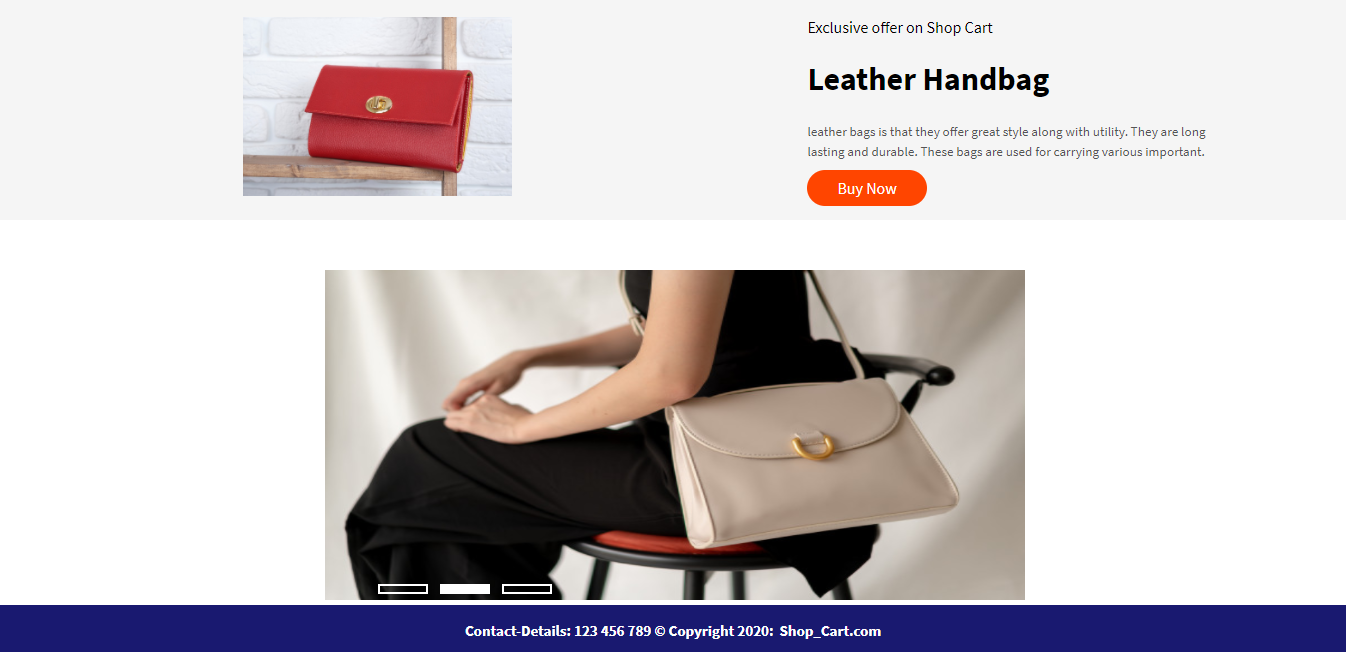 Exclusive offer on Shop Cart
Leather Handbag
leather bags is that they offer great style along with utility. They are long
lasting and durable. These bags are used for carrying various important.
Buy Now
Contact-Details: 123 456 789 © Copyright 2020: Shop_Cart.com